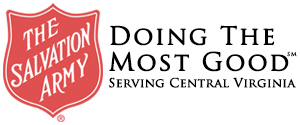 THE
SALVATION
ARMY
®
DOING THE
MOST GOOD℠
SERVING CENTRAL VIRGINIA